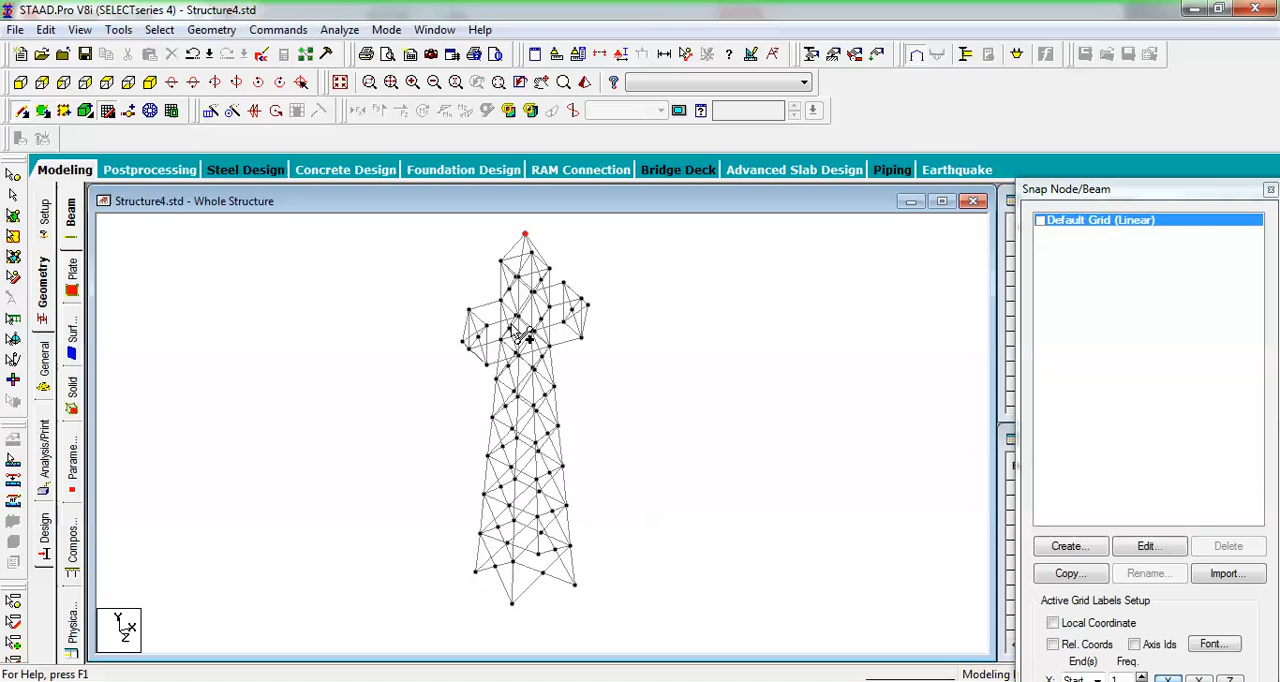 STAAD.Pro V8i (SELECTseries 4) - Structure4.std
File Edit View Tools Select Geometry Commands Analyze Mode Window Help
Modeling Postprocessing Steel Design Concrete Design Foundation Design RAM Connection Bridge Deck Advanced Slab Design Piping Earthquake
Structure4.std - Whole Structure
Snap Node/Beam
Default Grid (Linear)
Setup
Geometry
General
Analysis/Print
Design
Beam
Plate
Surf...
Solid
Parame...
Compos...
Physica...
Create... Edit... Delete
Copy... Rename... Import...
Active Grid Labels Setup
Local Coordinate
Rel. Coords Axis Ids Font...
End(s) Freq.
X: Start 1 X Y Z
Y
X
Z
For Help, press F1
Modeling